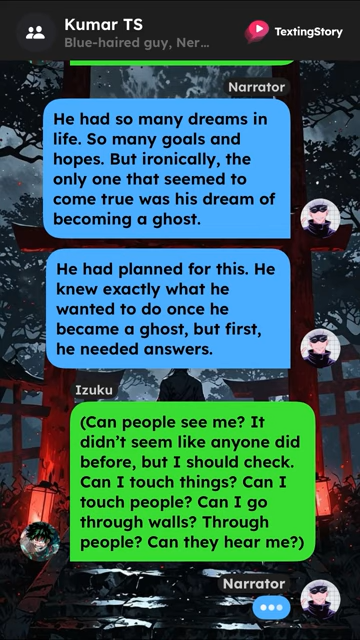 Kumar TS
Blue-haired guy, Ner...
TextingStory
Narrator
He had so many dreams in
life. So many goals and
hopes. But ironically, the
only one that seemed to
come true was his dream of
becoming a ghost.
He had planned for this. He
knew exactly what he
wanted to do once he
became a ghost, but first,
he needed answers.
Izuku
(Can people see me? It
didn't seem like anyone did
before, but I should check.
Can I touch things? Can I
touch people? Can I go
through walls? Through
people? Can they hear me?)
Narrator